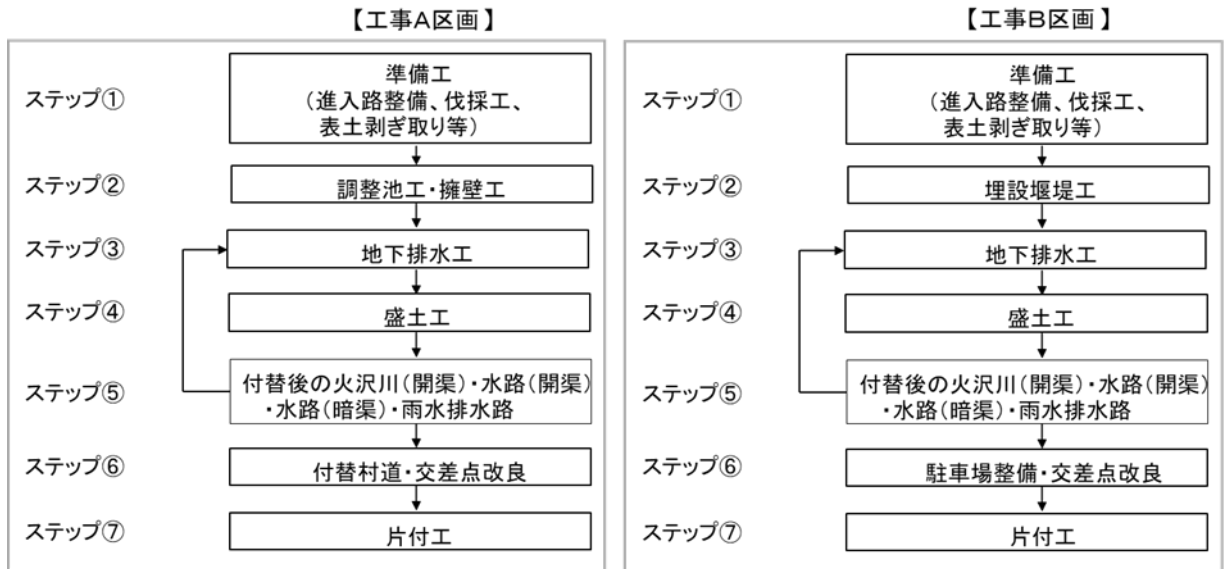 【工事A区画】
ステップ①
準備工
(進入路整備、伐採工、
表土剥ぎ取り等)
ステップ②
調整池工・擁壁工
ステップ③
地下排水工
ステップ④
盛土工
ステップ⑤
付替後の火沢川(開渠)・水路(開渠)
・水路(暗渠)・雨水排水路
ステップ⑥
付替村道・交差点改良
ステップ⑦
片付工
【工事B区画】
ステップ①
準備工
(進入路整備、伐採工、
表土剥ぎ取り等)
ステップ②
埋設堰堤工
ステップ③
地下排水工
ステップ④
盛土工
ステップ⑤
付替後の火沢川(開渠)・水路(開渠)
・水路(暗渠)・雨水排水路
ステップ⑥
駐車場整備・交差点改良
ステップ⑦
片付工